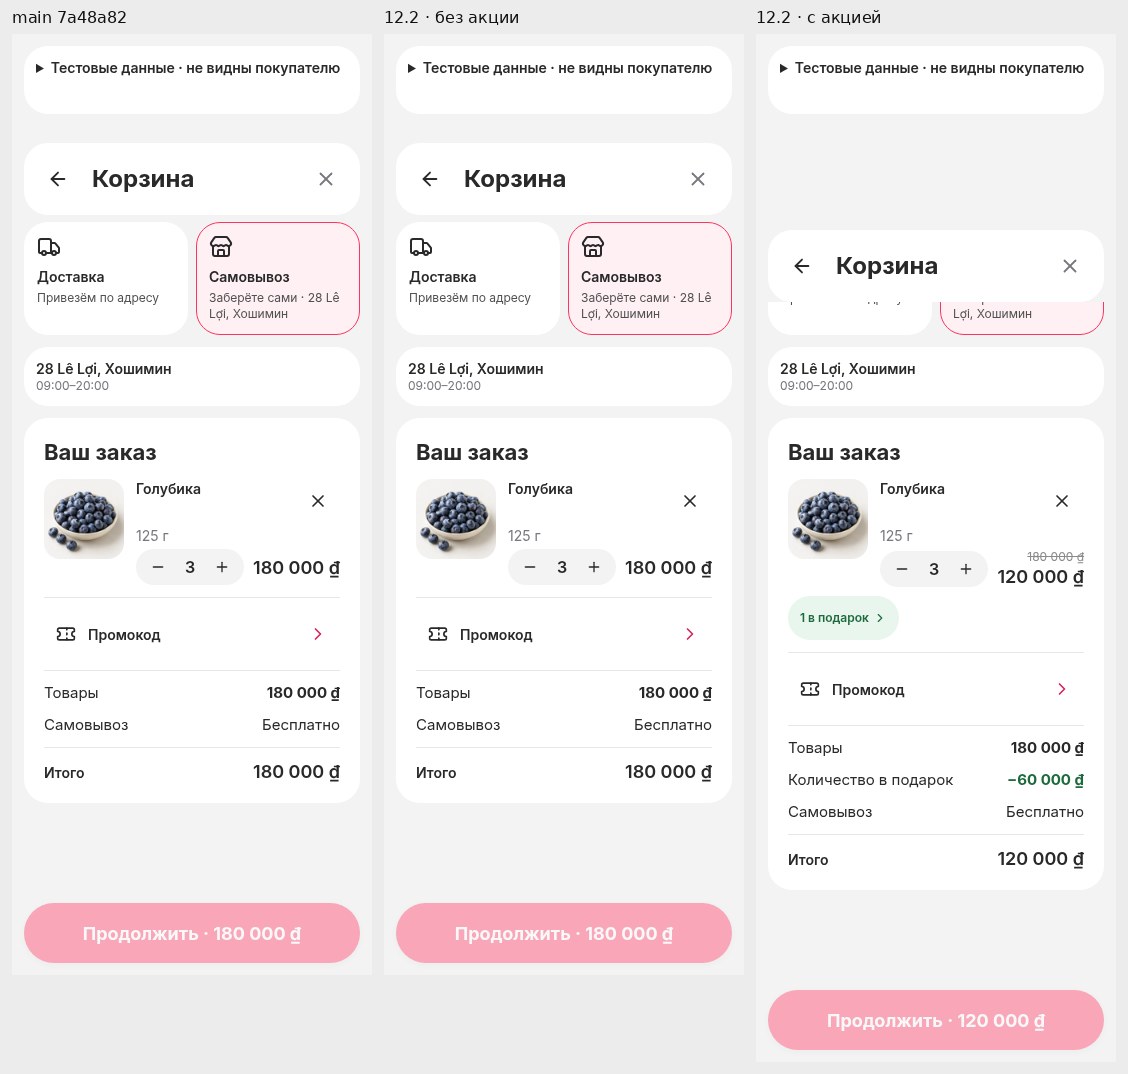 main 7a48a82
▶ Тестовые данные · не видны покупателю
Корзина
Доставка
Привезём по адресу
Самовывоз
Заберёте сами · 28 Lê
Lợi, Хошимин
28 Lê Lợi, Хошимин
09:00–20:00
Ваш заказ
Голубика
125 г
3
180 000 ₫
Промокод
Товары 180 000 ₫
Самовывоз Бесплатно
Итого 180 000 ₫
Продолжить · 180 000 ₫
12.2 · без акции
▶ Тестовые данные · не видны покупателю
Корзина
Доставка
Привезём по адресу
Самовывоз
Заберёте сами · 28 Lê
Lợi, Хошимин
28 Lê Lợi, Хошимин
09:00–20:00
Ваш заказ
Голубика
125 г
3
180 000 ₫
Промокод
Товары 180 000 ₫
Самовывоз Бесплатно
Итого 180 000 ₫
Продолжить · 180 000 ₫
12.2 · с акцией
▶ Тестовые данные · не видны покупателю
Корзина
Lợi, Хошимин
28 Lê Lợi, Хошимин
09:00–20:00
Ваш заказ
Голубика
125 г
180 000 ₫
3
120 000 ₫
1 в подарок
Промокод
Товары 180 000 ₫
Количество в подарок −60 000 ₫
Самовывоз Бесплатно
Итого 120 000 ₫
Продолжить · 120 000 ₫